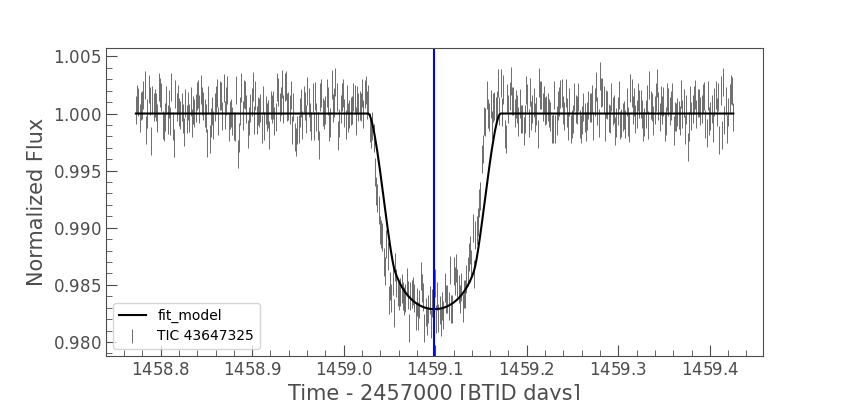 1.005
1.000
0.995
0.990
0.985
0.980
Normalized Flux
fit_model
TIC 43647325
1458.8 1458.9 1459.0 1459.1 1459.2 1459.3 1459.4
Time - 2457000 [BTJD days]